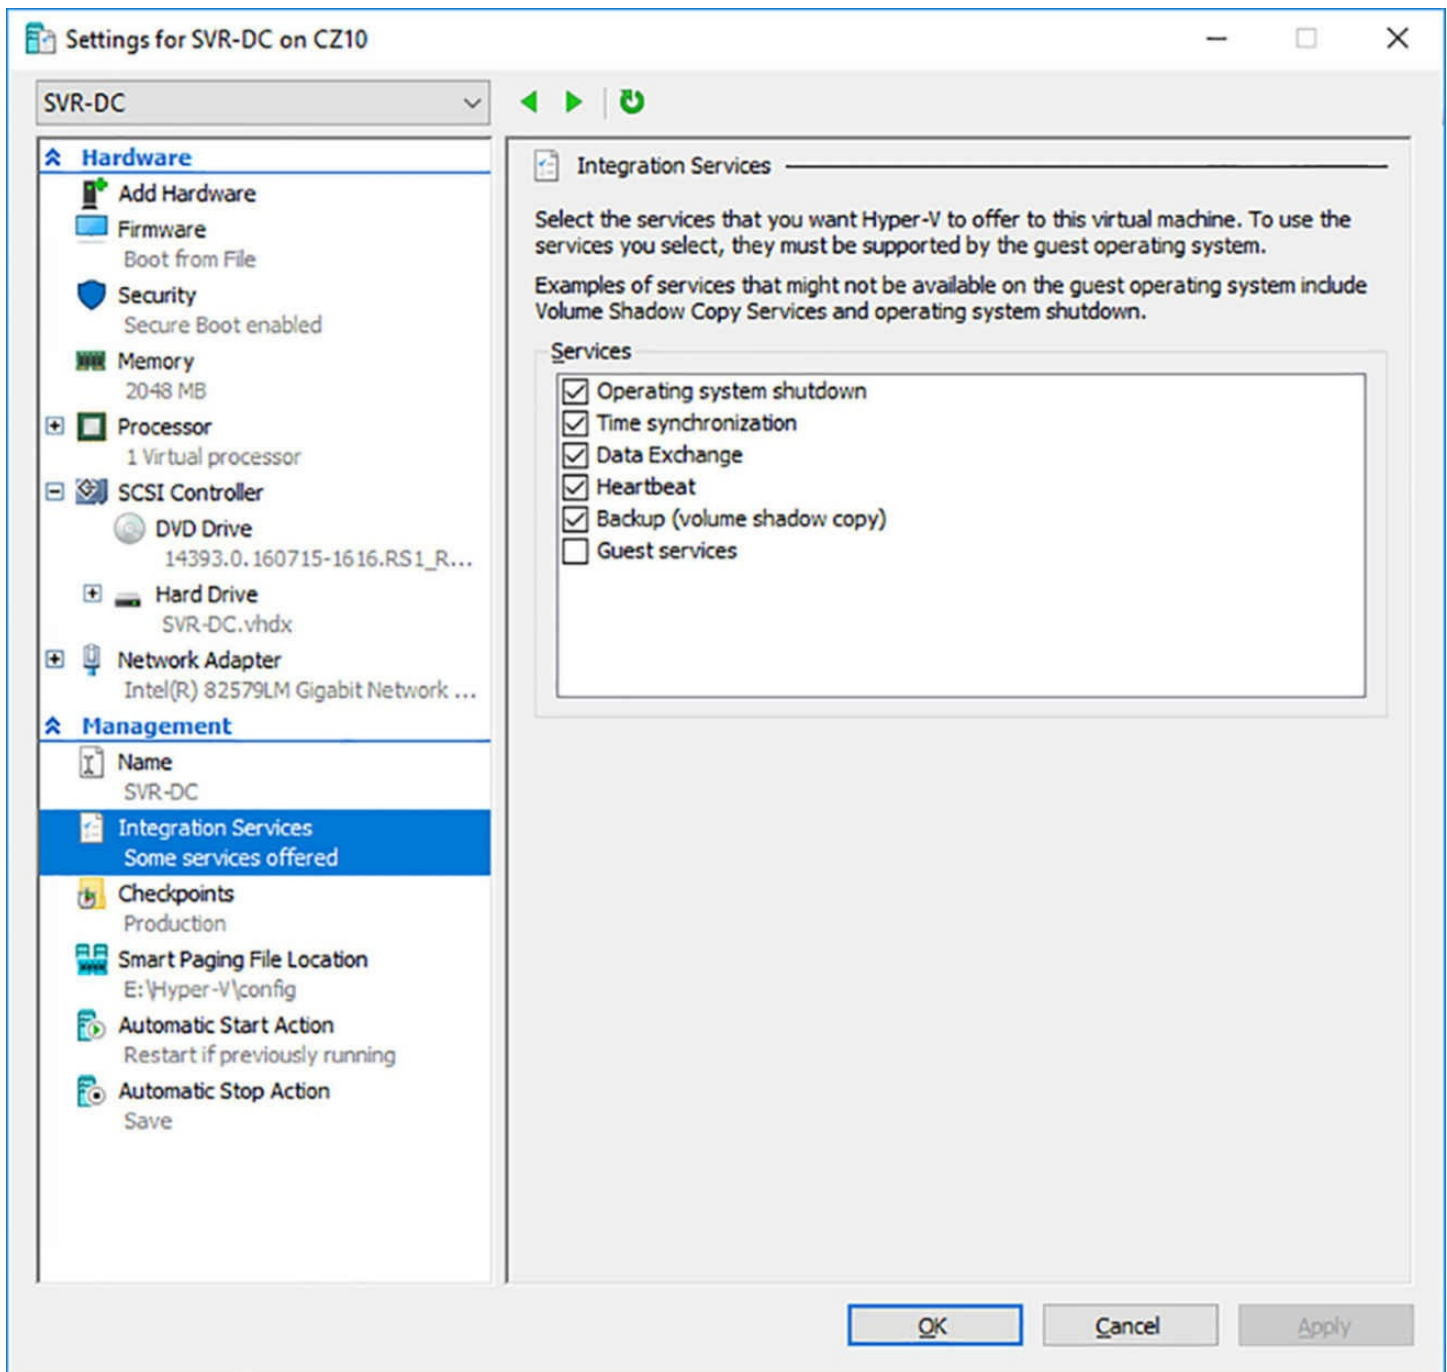 Settings for SVR-DC on CZ10
SVR-DC
Hardware
Add Hardware
Firmware
Boot from File
Security
Secure Boot enabled
Memory
2048 MB
Processor
1 Virtual processor
SCSI Controller
DVD Drive
14393.0.160715-1616.RS1_R...
Hard Drive
SVR-DC.vhdx
Network Adapter
Intel(R) 82579LM Gigabit Network ...
Management
Name
SVR-DC
Integration Services
Some services offered
Checkpoints
Production
Smart Paging File Location
E:\Hyper-V\config
Automatic Start Action
Restart if previously running
Automatic Stop Action
Save
Integration Services
Select the services that you want Hyper-V to offer to this virtual machine. To use the
services you select, they must be supported by the guest operating system.
Examples of services that might not be available on the guest operating system include
Volume Shadow Copy Services and operating system shutdown.
Services
Operating system shutdown
Time synchronization
Data Exchange
Heartbeat
Backup (volume shadow copy)
Guest services
OK
Cancel
Apply